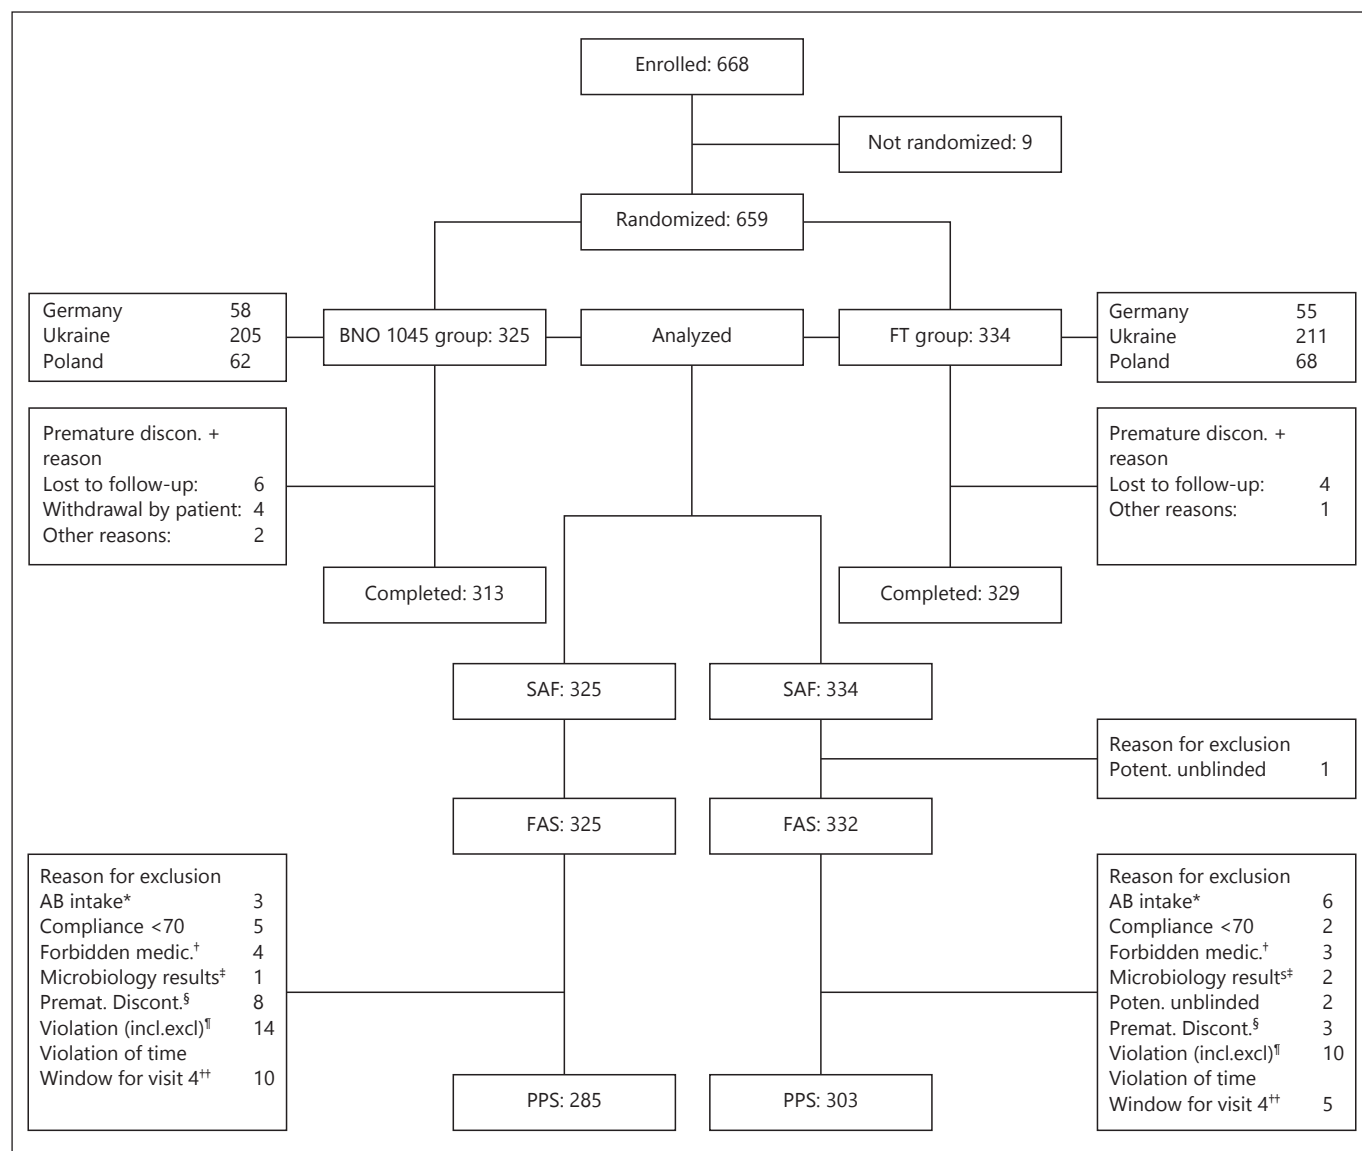 Enrolled: 668
Not randomized: 9
Randomized: 659
Germany 58
Ukraine 205
Poland 62
BNO 1045 group: 325
Analyzed
FT group: 334
Germany 55
Ukraine 211
Poland 68
Premature discon. +
reason
Lost to follow-up: 6
Withdrawal by patient: 4
Other reasons: 2
Premature discon. +
reason
Lost to follow-up: 4
Other reasons: 1
Completed: 313
Completed: 329
SAF: 325
SAF: 334
Reason for exclusion
Potent. unblinded 1
FAS: 325
FAS: 332
Reason for exclusion
AB intake* 3
Compliance <70 5
Forbidden medic.† 4
Microbiology results‡ 1
Premat. Discont.§ 8
Violation (incl.excl)¶ 14
Violation of time
Window for visit 4†† 10
Reason for exclusion
AB intake* 6
Compliance <70 2
Forbidden medic.† 3
Microbiology results‡ 2
Poten. unblinded 2
Premat. Discont.§ 3
Violation (incl.excl)¶ 10
Violation of time
Window for visit 4†† 5
PPS: 285
PPS: 303